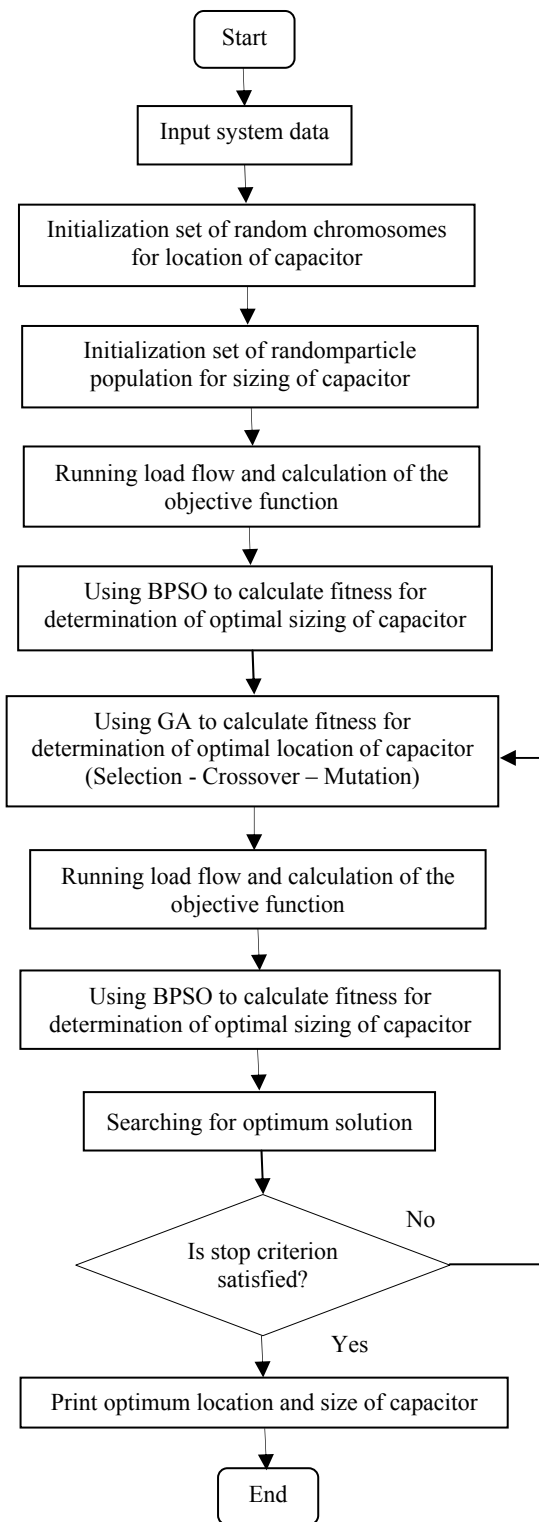 Start
Input system data
Initialization set of random chromosomes
for location of capacitor
Initialization set of randomparticle
population for sizing of capacitor
Running load flow and calculation of the
objective function
Using BPSO to calculate fitness for
determination of optimal sizing of capacitor
Using GA to calculate fitness for
determination of optimal location of capacitor
(Selection - Crossover – Mutation)
Running load flow and calculation of the
objective function
Using BPSO to calculate fitness for
determination of optimal sizing of capacitor
Searching for optimum solution
No
Is stop criterion
satisfied?
Yes
Print optimum location and size of capacitor
End